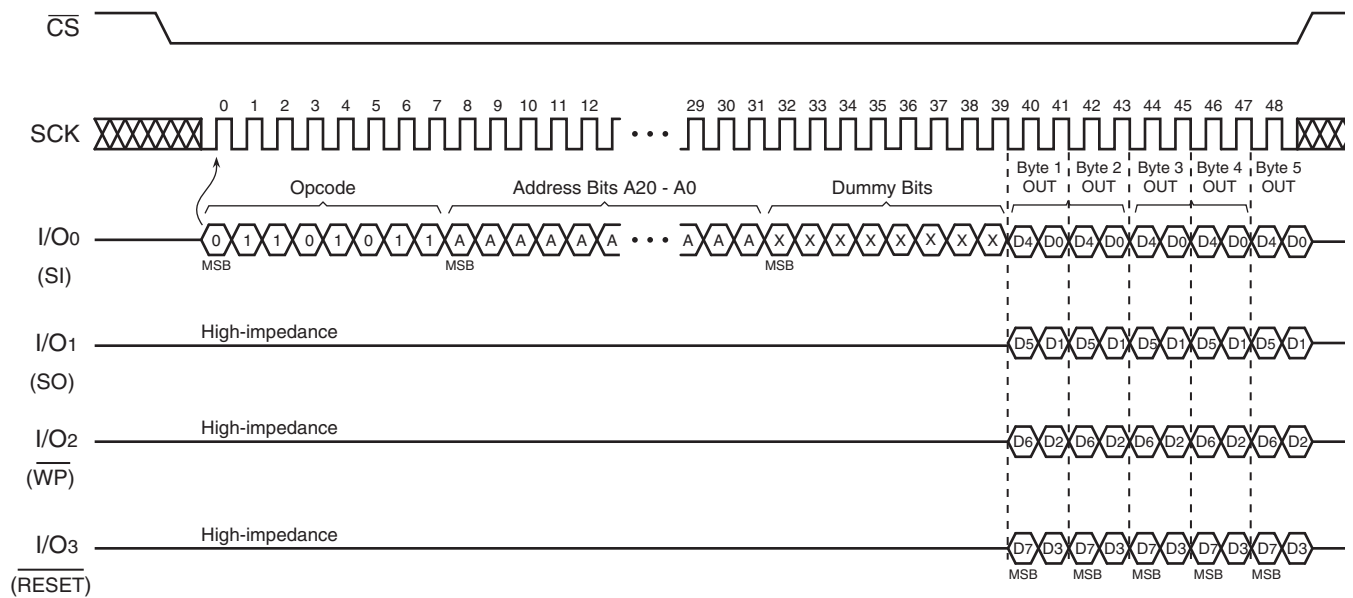 CS
0 1 2 3 4 5 6 7 8 9 10 11 12 29 30 31 32 33 34 35 36 37 38 39 40 41 42 43 44 45 46 47 48
SCK • • •
Opcode Address Bits A20 - A0 Dummy Bits Byte 1 OUT Byte 2 OUT Byte 3 OUT Byte 4 OUT Byte 5 OUT
I/O0 0 1 1 0 1 0 1 1 A A A A A A • • • A A A X X X X X X X X D4 D0 D4 D0 D4 D0 D4 D0 D4 D0
(SI) MSB MSB MSB
I/O1 High-impedance D5 D1 D5 D1 D5 D1 D5 D1 D5 D1
(SO)
I/O2 High-impedance D6 D2 D6 D2 D6 D2 D6 D2 D6 D2
(WP)
I/O3 High-impedance D7 D3 D7 D3 D7 D3 D7 D3 D7 D3
(RESET) MSB MSB MSB MSB MSB